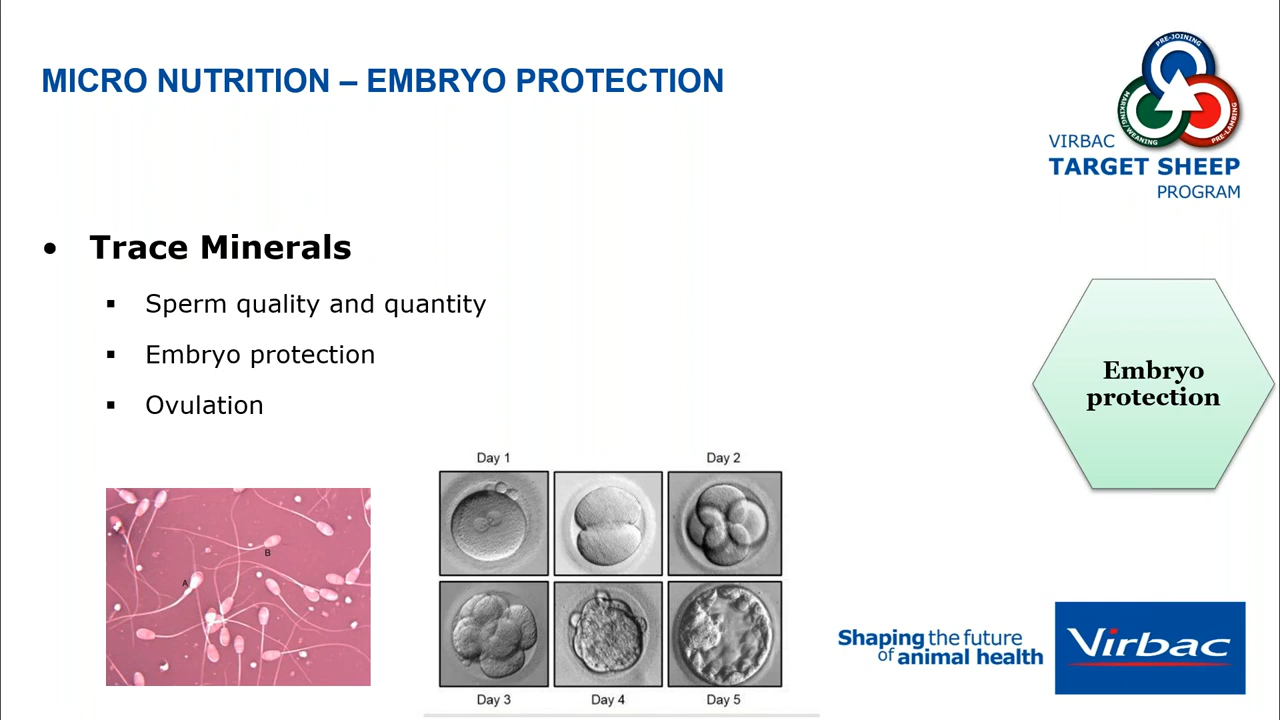 MICRO NUTRITION – EMBRYO PROTECTION
PRE-JOINING
MARKING/WEANING
PRE-LAMBING
VIRBAC
TARGET SHEEP
PROGRAM
• Trace Minerals
▪ Sperm quality and quantity
▪ Embryo protection
▪ Ovulation
Embryo
protection
A
B
Day 1
Day 2
Day 3
Day 4
Day 5
Shaping the future
of animal health
Virbac